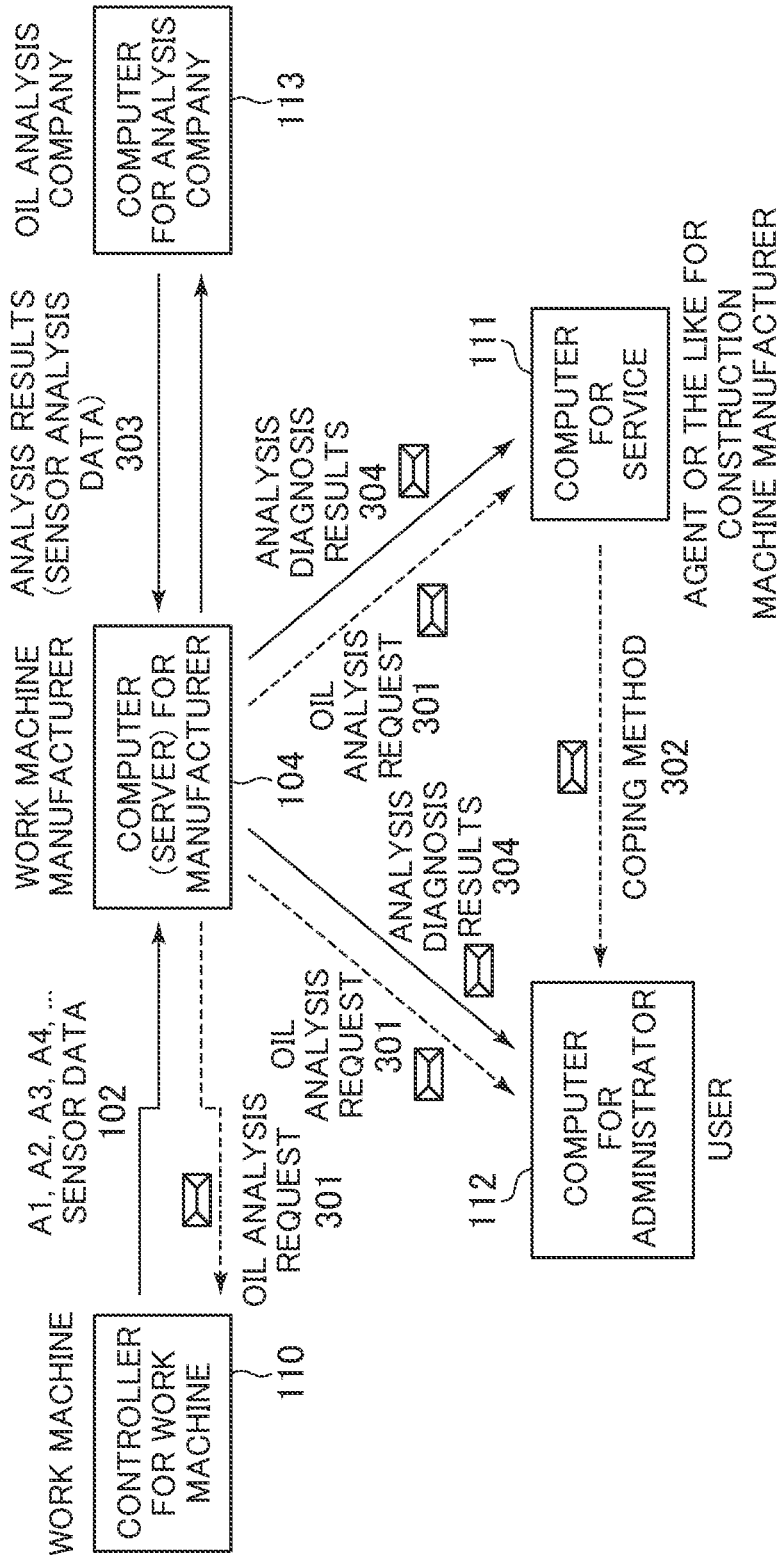 WORK MACHINE
CONTROLLER
FOR WORK
MACHINE
110
A1, A2, A3, A4, ...
SENSOR DATA
102
OIL ANALYSIS
REQUEST
301
WORK MACHINE
MANUFACTURER
COMPUTER
(SERVER) FOR
MANUFACTURER
104
ANALYSIS RESULTS
(SENSOR ANALYSIS
DATA)
303
OIL ANALYSIS
COMPANY
COMPUTER
FOR ANALYSIS
COMPANY
113
OIL
ANALYSIS
REQUEST
301
ANALYSIS
DIAGNOSIS
RESULTS
304
OIL
ANALYSIS
REQUEST
301
ANALYSIS
DIAGNOSIS
RESULTS
304
112
COMPUTER
FOR
ADMINISTRATOR
USER
COPING METHOD
302
111
COMPUTER
FOR
SERVICE
AGENT OR THE LIKE FOR
CONSTRUCTION
MACHINE MANUFACTURER